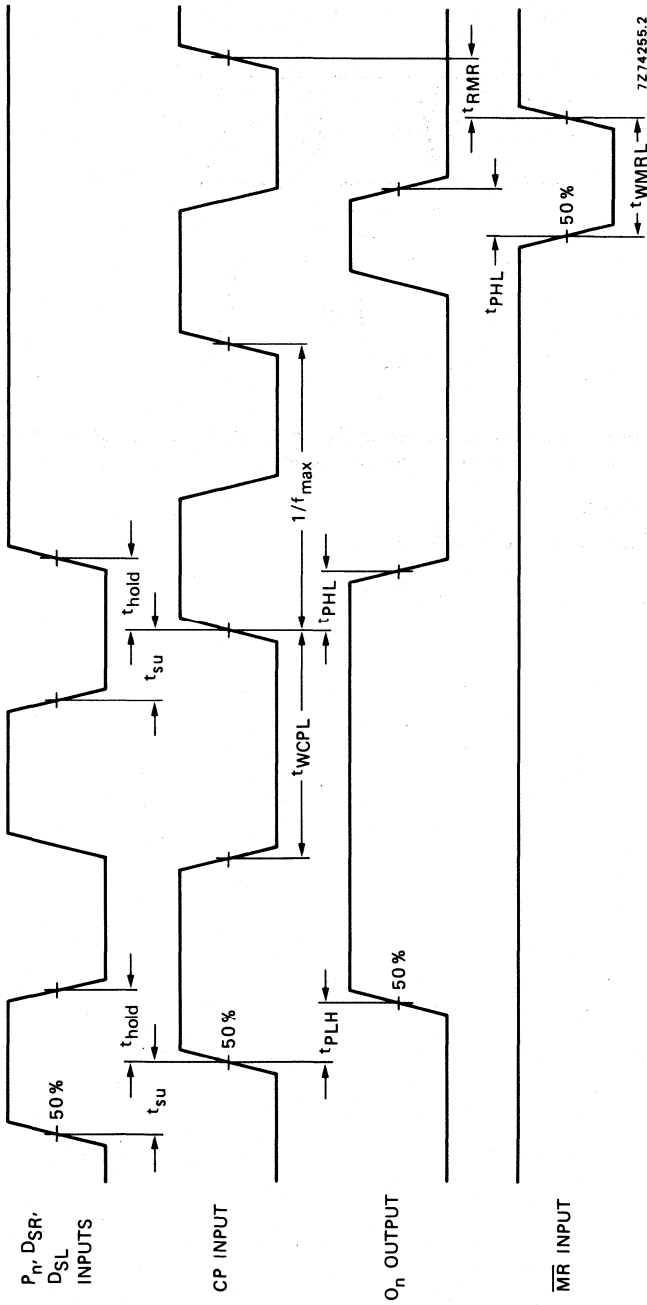 Pn, DSR,
DSL
INPUTS
50%
tsu
thold
tsu
thold
CP INPUT
50%
tWCPL
1/fmax
On OUTPUT
tPLH
50%
tPHL
tPHL
tRMR
MR INPUT
50%
tWMRL
7Z74255.2